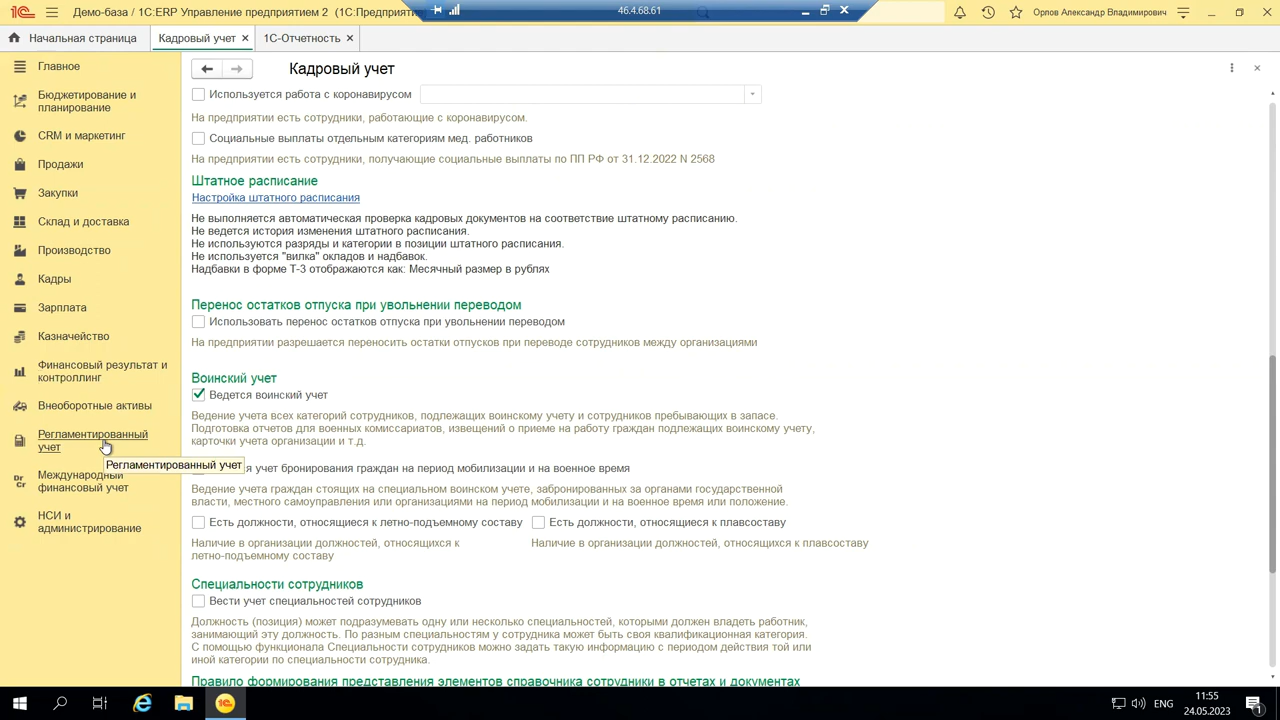 Демо-база / 1С:ERP Управление предприятием 2 (1С:Предприятие
46.4.68.61
Орлов Александр Владимирович
Начальная страница
Кадровый учет
1С-Отчетность
Главное
Бюджетирование и
планирование
CRM и маркетинг
Продажи
Закупки
Склад и доставка
Производство
Кадры
Зарплата
Казначейство
Финансовый результат и
контроллинг
Внеоборотные активы
Регламентированный
учет
Регламентированный учет
Dr
Cr
Международный
финансовый учет
НСИ и
администрирование
Кадровый учет
Используется работа с коронавирусом
На предприятии есть сотрудники, работающие с коронавирусом.
Социальные выплаты отдельным категориям мед. работников
На предприятии есть сотрудники, получающие социальные выплаты по ПП РФ от 31.12.2022 N 2568
Штатное расписание
Настройка штатного расписания
Не выполняется автоматическая проверка кадровых документов на соответствие штатному расписанию.
Не ведется история изменения штатного расписания.
Не используются разряды и категории в позиции штатного расписания.
Не используется "вилка" окладов и надбавок.
Надбавки в форме Т-3 отображаются как: Месячный размер в рублях
Перенос остатков отпуска при увольнении переводом
Использовать перенос остатков отпуска при увольнении переводом
На предприятии разрешается переносить остатки отпусков при переводе сотрудников между организациями
Воинский учет
Ведется воинский учет
Ведение учета всех категорий сотрудников, подлежащих воинскому учету и сотрудников пребывающих в запасе.
Подготовка отчетов для военных комиссариатов, извещений о приеме на работу граждан подлежащих воинскому учету,
карточки учета организации и т.д.
я учет бронирования граждан на период мобилизации и на военное время
Ведение учета граждан стоящих на специальном воинском учете, забронированных за органами государственной
власти, местного самоуправления или организациями на период мобилизации и на военное время или положение.
Есть должности, относящиеся к летно-подъемному составу
Есть должности, относящиеся к плавсоставу
Наличие в организации должностей, относящихся к
летно-подъемному составу
Наличие в организации должностей, относящихся к плавсоставу
Специальности сотрудников
Вести учет специальностей сотрудников
Должность (позиция) может подразумевать одну или несколько специальностей, которыми должен владеть работник,
занимающий эту должность. По разным специальностям у сотрудника может быть своя квалификационная категория.
С помощью функционала Специальности сотрудников можно задать такую информацию с периодом действия той или
иной категории по специальности сотрудника.
Правило формирования представления элементов справочника сотрудники в отчетах и документах
ENG
11:55
24.05.2023
1